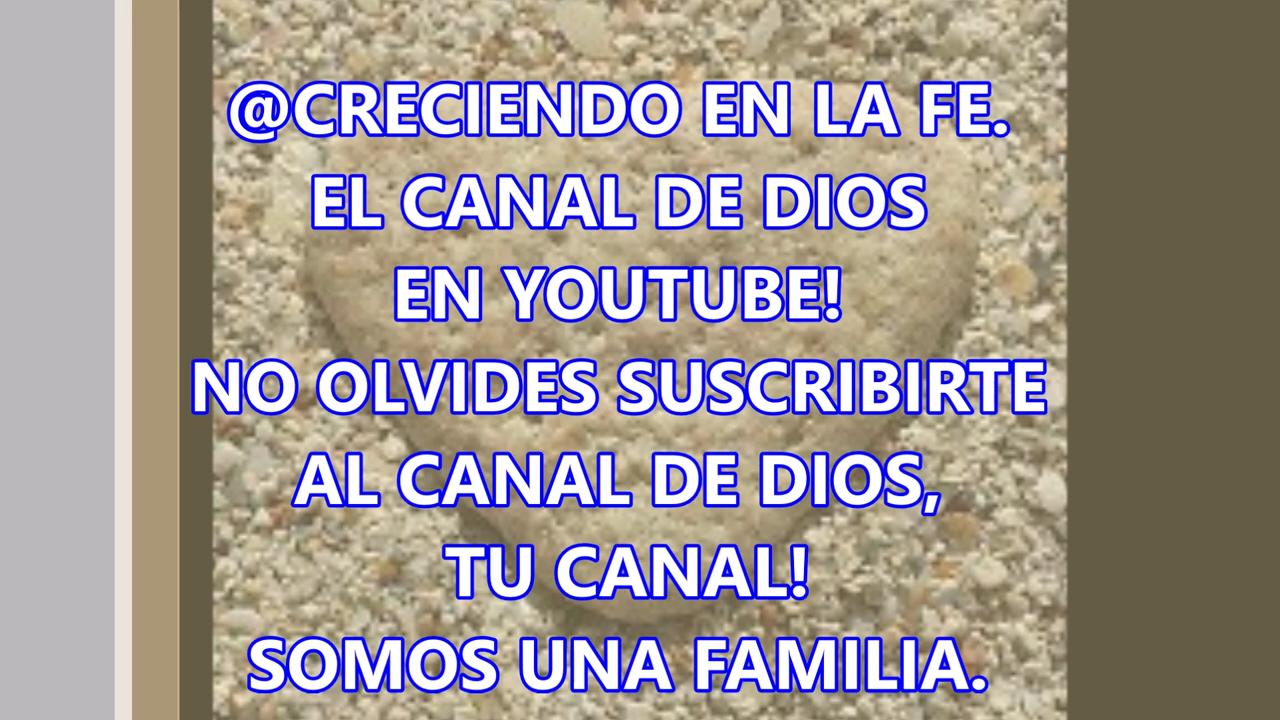 @CRECIENDO EN LA FE.
EL CANAL DE DIOS
EN YOUTUBE!
NO OLVIDES SUSCRIBIRTE
AL CANAL DE DIOS,
TU CANAL!
SOMOS UNA FAMILIA.